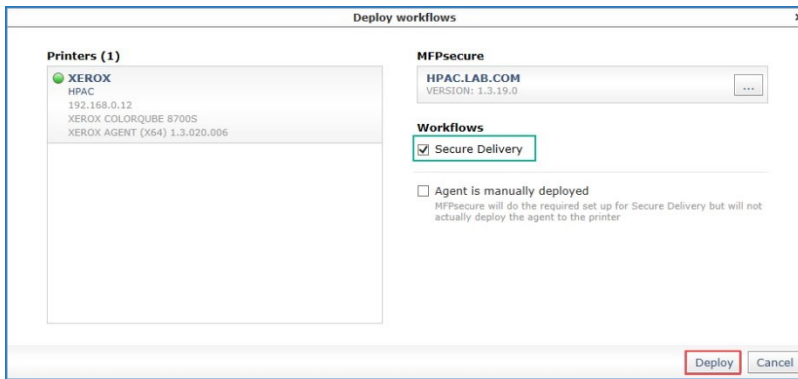 Deploy workflows
Printers (1)
XEROX
HPAC
192.168.0.12
XEROX COLORQUBE 8700S
XEROX AGENT (X64) 1.3.020.006
MFPsecure
HPAC.LAB.COM
VERSION: 1.3.19.0
...
Workflows
Secure Delivery
Agent is manually deployed
MFPsecure will do the required set up for Secure Delivery but will not
actually deploy the agent to the printer
Deploy
Cancel